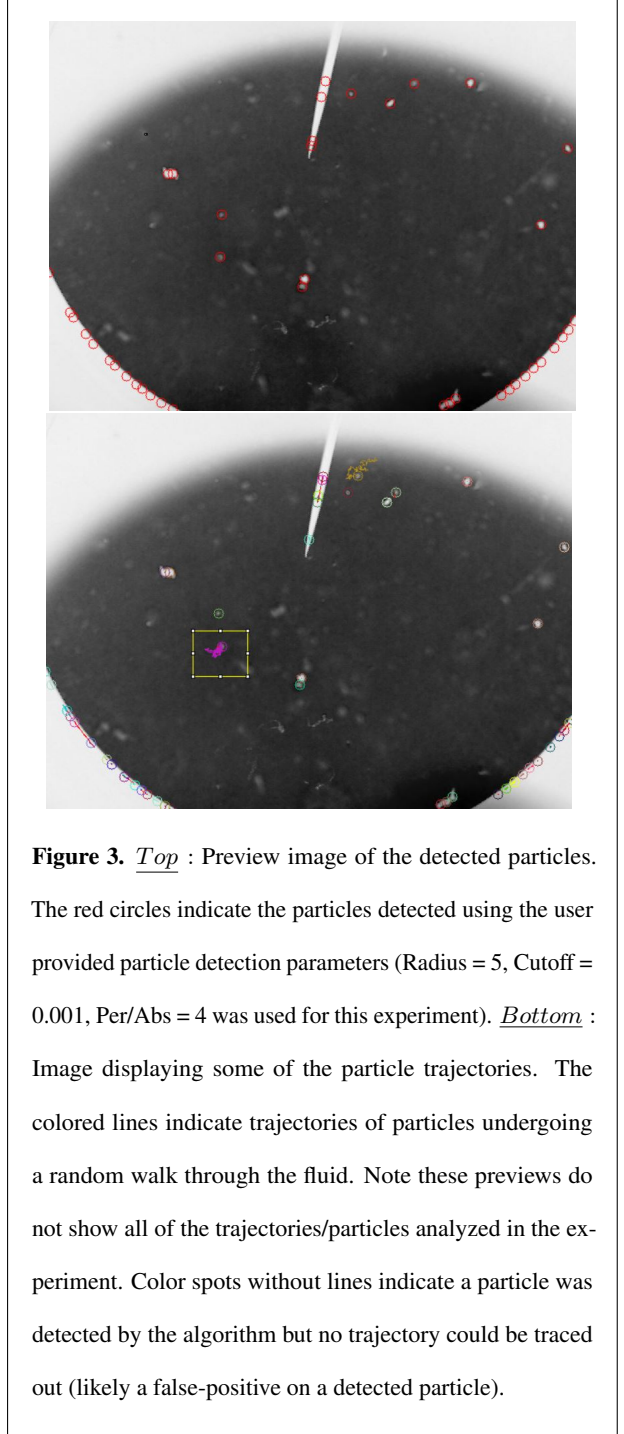 Figure 3. Top : Preview image of the detected particles.
The red circles indicate the particles detected using the user
provided particle detection parameters (Radius = 5, Cutoff =
0.001, Per/Abs = 4 was used for this experiment). Bottom :
Image displaying some of the particle trajectories. The
colored lines indicate trajectories of particles undergoing
a random walk through the fluid. Note these previews do
not show all of the trajectories/particles analyzed in the ex-
periment. Color spots without lines indicate a particle was
detected by the algorithm but no trajectory could be traced
out (likely a false-positive on a detected particle).